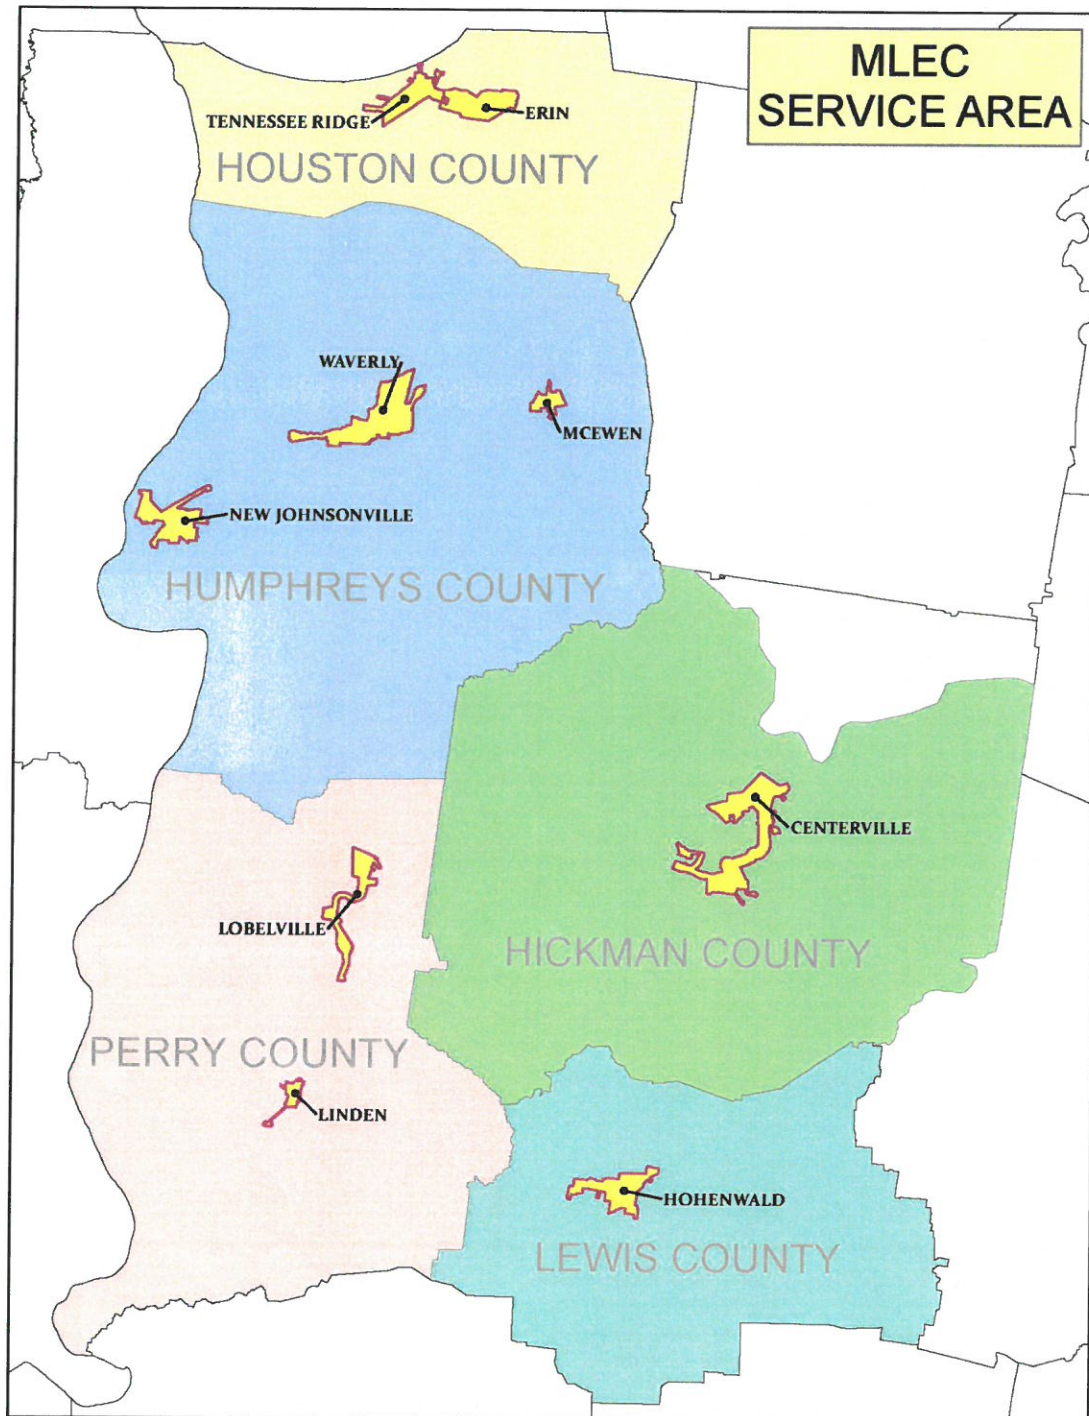 MLEC
SERVICE AREA
TENNESSEE RIDGE
ERIN
HOUSTON COUNTY
WAVERLY
MCEWEN
NEW JOHNSONVILLE
HUMPHREYS COUNTY
CENTERVILLE
LOBELVILLE
HICKMAN COUNTY
PERRY COUNTY
LINDEN
HOHENWALD
LEWIS COUNTY